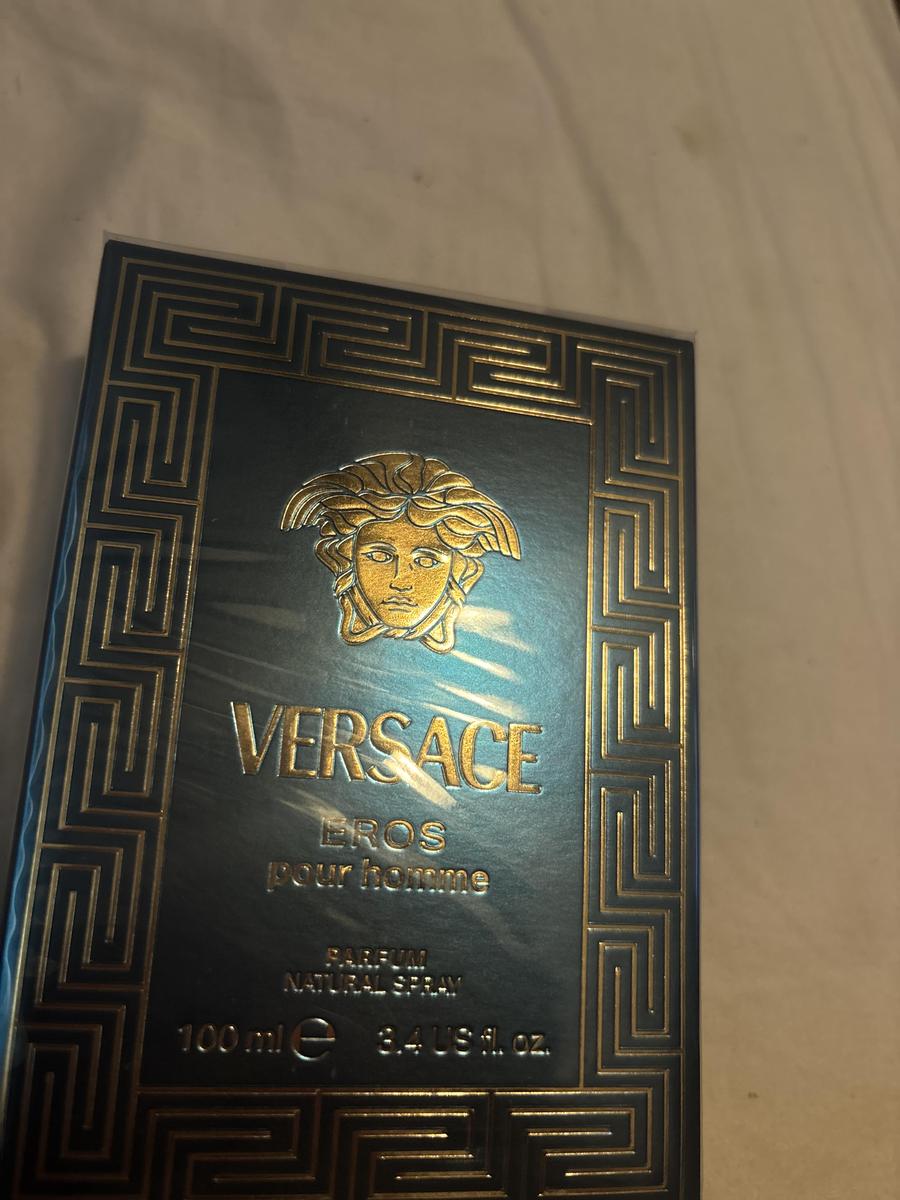 VERSACE
EROS
pour homme
PARFUM
NATURAL SPRAY
100 ml ℮ 3.4 US fl. oz.